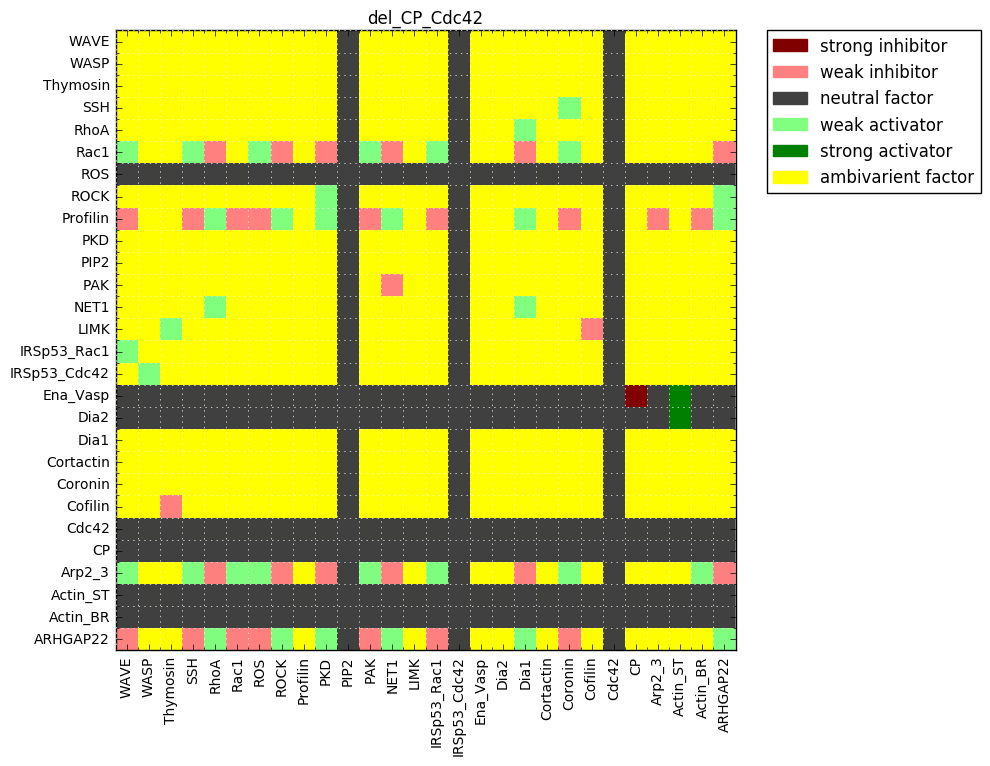 del_CP_Cdc42
WAVE
WASP
Thymosin
SSH
RhoA
Rac1
ROS
ROCK
Profilin
PKD
PIP2
PAK
NET1
LIMK
IRSp53_Rac1
IRSp53_Cdc42
Ena_Vasp
Dia2
Dia1
Cortactin
Coronin
Cofilin
Cdc42
CP
Arp2_3
Actin_ST
Actin_BR
ARHGAP22
WAVE
WASP
Thymosin
SSH
RhoA
Rac1
ROS
ROCK
Profilin
PKD
PIP2
PAK
NET1
LIMK
IRSp53_Rac1
IRSp53_Cdc42
Ena_Vasp
Dia2
Dia1
Cortactin
Coronin
Cofilin
Cdc42
CP
Arp2_3
Actin_ST
Actin_BR
ARHGAP22
strong inhibitor
weak inhibitor
neutral factor
weak activator
strong activator
ambivarient factor